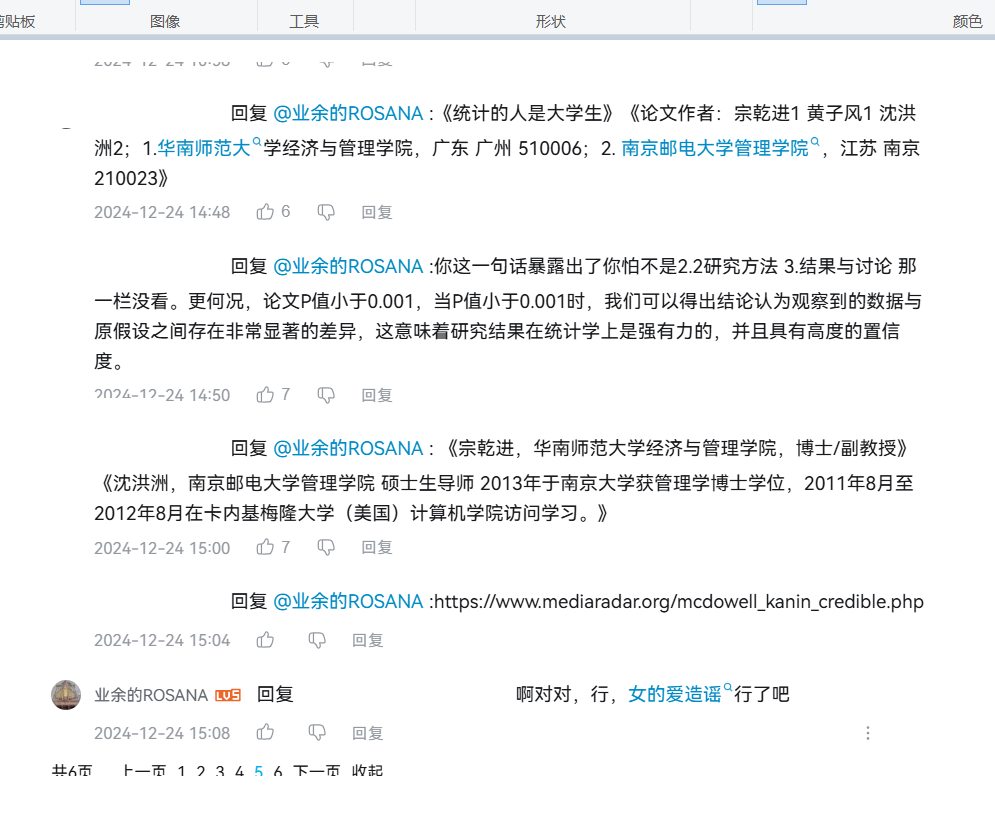 剪贴板 图像 工具 形状 颜色
2024-12-24 回复
回复 @业余的ROSANA :《统计的人是大学生》《论文作者：宗乾进1 黄子风1 沈洪
洲2；1.华南师范大学经济与管理学院，广东 广州 510006；2. 南京邮电大学管理学院，江苏 南京
210023》
2024-12-24 14:48 6 回复
回复 @业余的ROSANA :你这一句话暴露出了你怕不是2.2研究方法 3.结果与讨论 那
一栏没看。更何况，论文P值小于0.001，当P值小于0.001时，我们可以得出结论认为观察到的数据与
原假设之间存在非常显著的差异，这意味着研究结果在统计学上是强有力的，并且具有高度的置信
度。
2024-12-24 14:50 7 回复
回复 @业余的ROSANA : 《宗乾进，华南师范大学经济与管理学院，博士/副教授》
《沈洪洲，南京邮电大学管理学院 硕士生导师 2013年于南京大学获管理学博士学位，2011年8月至
2012年8月在卡内基梅隆大学（美国）计算机学院访问学习。》
2024-12-24 15:00 7 回复
回复 @业余的ROSANA :https://www.mediaradar.org/mcdowell_kanin_credible.php
2024-12-24 15:04 回复
业余的ROSANA LV5 回复 啊对对，行，女的爱造谣行了吧
2024-12-24 15:08 回复
共6页 上一页 1 2 3 4 5 6 下一页 收起